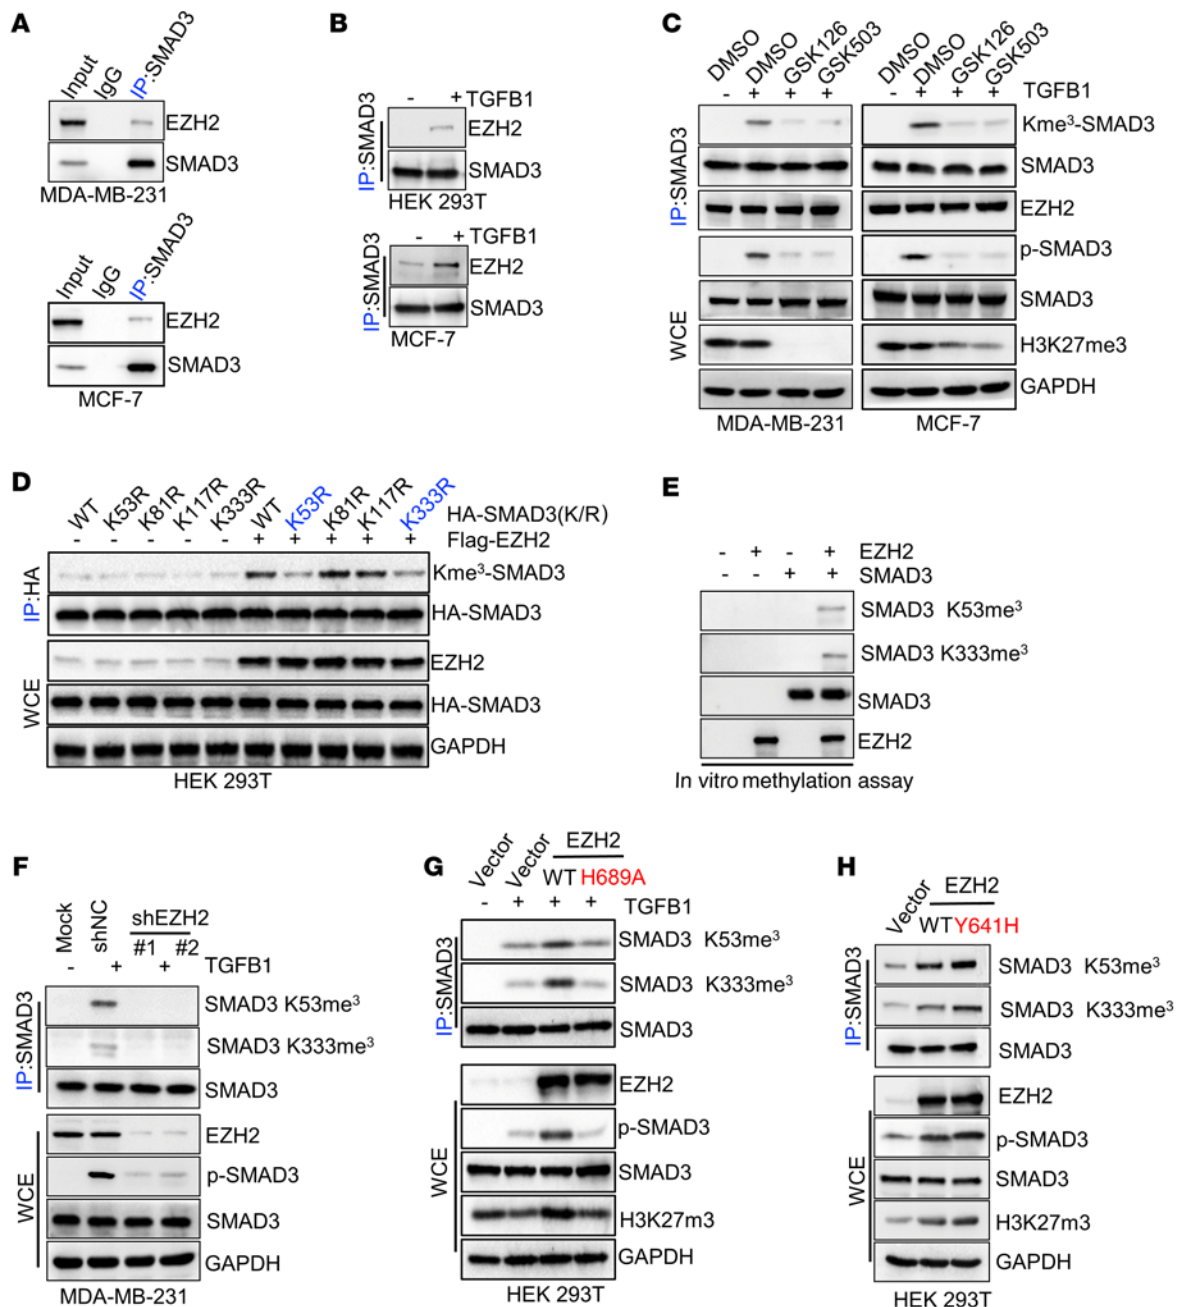 A
Input
IgG
IP:SMAD3
EZH2
SMAD3
MDA-MB-231
Input
IgG
IP:SMAD3
EZH2
SMAD3
MCF-7
B
- + TGFB1
IP:SMAD3
EZH2
SMAD3
HEK 293T
- + TGFB1
IP:SMAD3
EZH2
SMAD3
MCF-7
C
DMSO DMSO GSK126 GSK503 DMSO DMSO GSK126 GSK503
- + + + - + + + TGFB1
IP:SMAD3
Kme³-SMAD3
SMAD3
EZH2
WCE
p-SMAD3
SMAD3
H3K27me3
GAPDH
MDA-MB-231 MCF-7
D
WT K53R K81R K117R K333R WT K53R K81R K117R K333R HA-SMAD3(K/R)
- - - - - + + + + + Flag-EZH2
IP:HA
Kme³-SMAD3
HA-SMAD3
WCE
EZH2
HA-SMAD3
GAPDH
HEK 293T
E
- + - + EZH2
- - + + SMAD3
SMAD3 K53me³
SMAD3 K333me³
SMAD3
EZH2
In vitro methylation assay
F
Mock shNC shEZH2
#1 #2
- + + TGFB1
IP:SMAD3
SMAD3 K53me³
SMAD3 K333me³
SMAD3
WCE
EZH2
p-SMAD3
SMAD3
GAPDH
MDA-MB-231
G
Vector Vector EZH2
WT H689A
- + + + TGFB1
IP:SMAD3
SMAD3 K53me³
SMAD3 K333me³
SMAD3
WCE
EZH2
p-SMAD3
SMAD3
H3K27m3
GAPDH
HEK 293T
H
Vector EZH2
WT Y641H
IP:SMAD3
SMAD3 K53me³
SMAD3 K333me³
SMAD3
WCE
EZH2
p-SMAD3
SMAD3
H3K27m3
GAPDH
HEK 293T